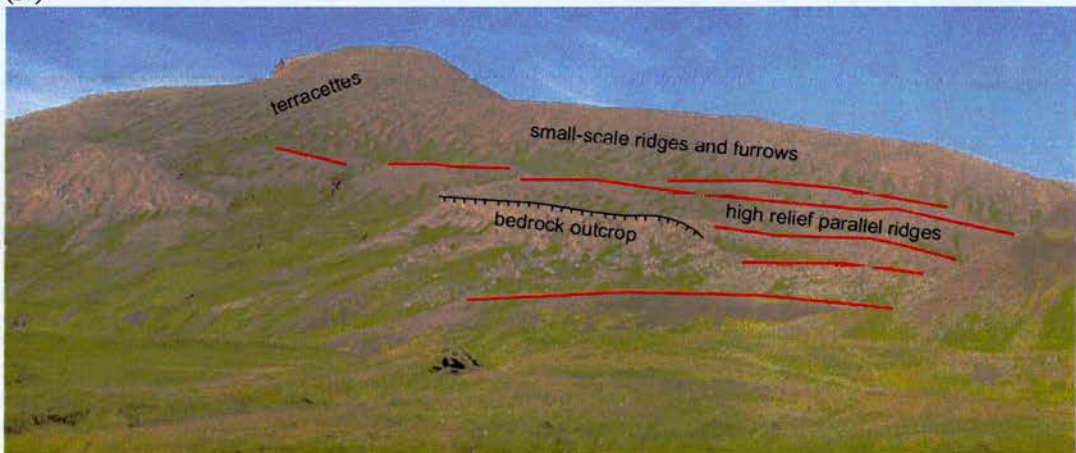 terracettes
small-scale ridges and furrows
high relief parallel ridges
bedrock outcrop